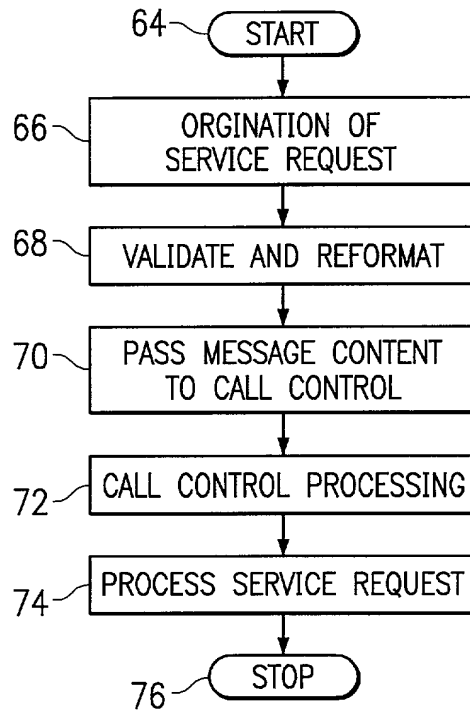 64 START
66 ORGINATION OF
SERVICE REQUEST
68 VALIDATE AND REFORMAT
70 PASS MESSAGE CONTENT
TO CALL CONTROL
72 CALL CONTROL PROCESSING
74 PROCESS SERVICE REQUEST
76 STOP